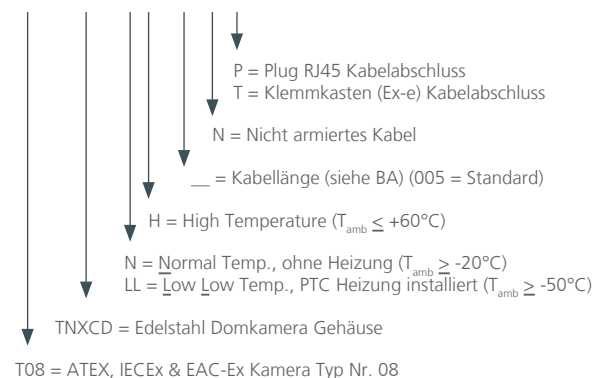 P = Plug RJ45 Kabelabschluss
T = Klemmkasten (Ex-e) Kabelabschluss
N = Nicht armiertes Kabel
__ = Kabellänge (siehe BA) (005 = Standard)
H = High Temperature (Tamb ≤ +60°C)
N = Normal Temp., ohne Heizung (Tamb ≥ -20°C)
LL = Low Low Temp., PTC Heizung installiert (Tamb ≥ -50°C)
TNXCD = Edelstahl Domkamera Gehäuse
T08 = ATEX, IECEx & EAC-Ex Kamera Typ Nr. 08